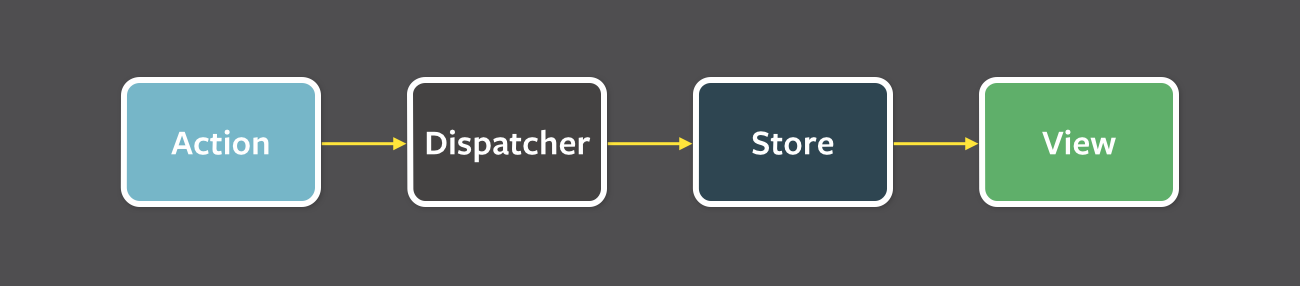 Action
Dispatcher
Store
View